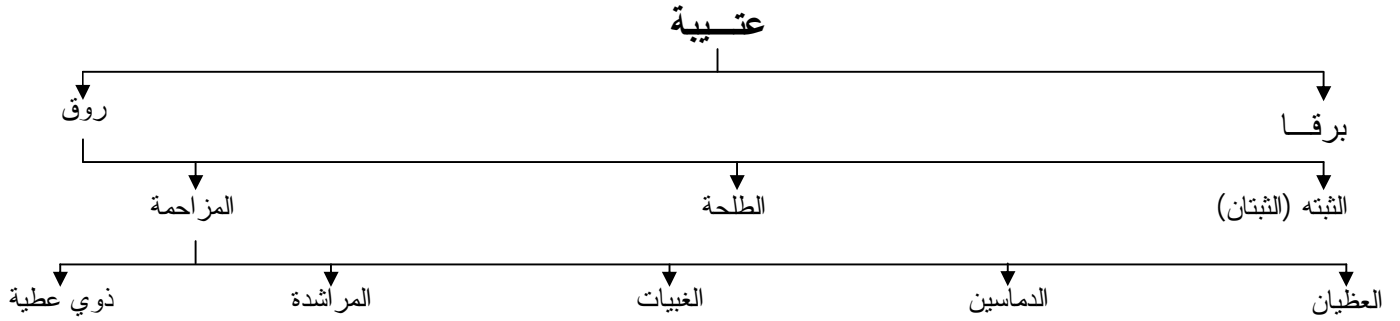 عتـــيبة
برقـــا روق
الثبته (الثبتان) الطلحة المزاحمة
العظيان الدماسين الغبيات المراشدة ذوي عطية